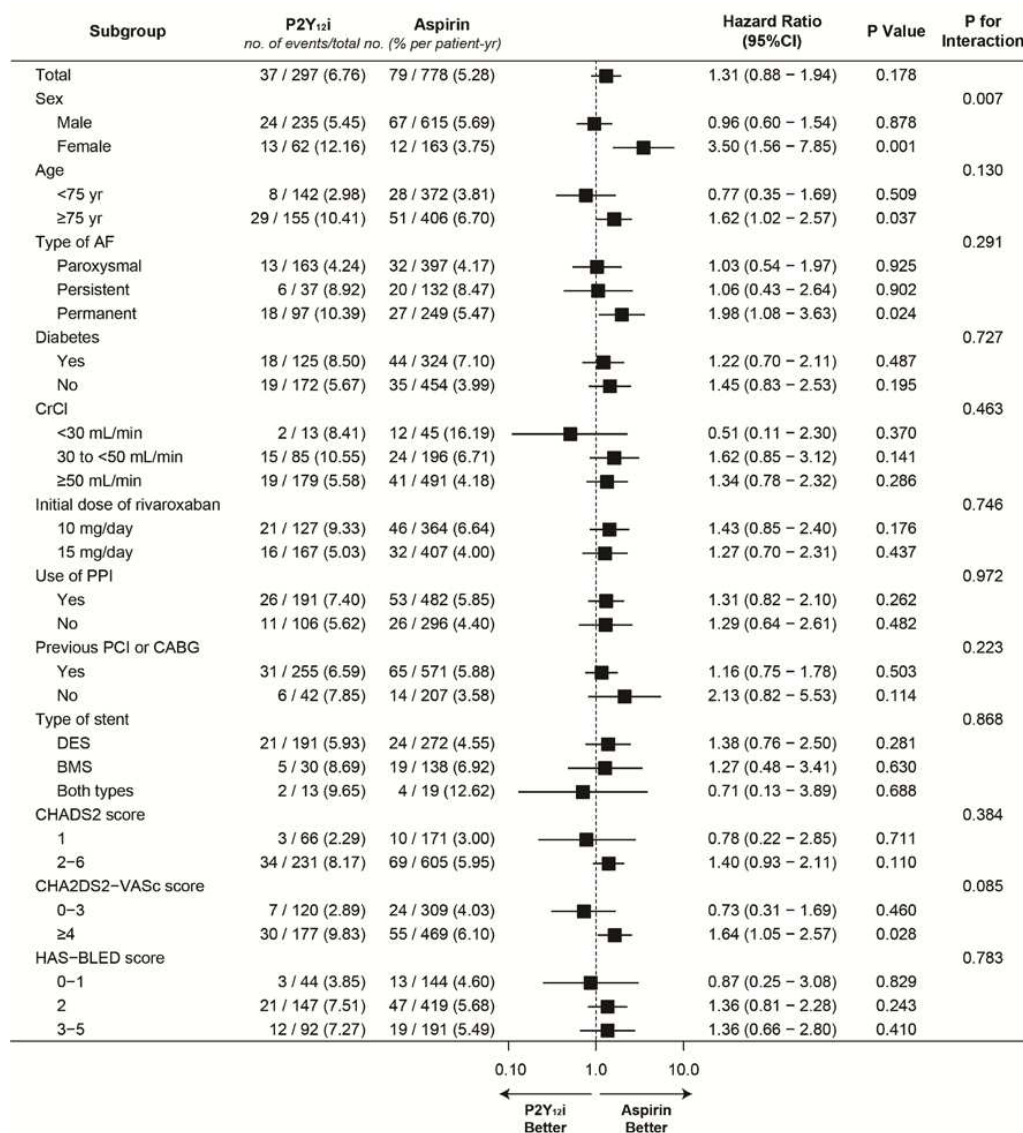 Subgroup P2Y₁₂i Aspirin Hazard Ratio (95%CI) P Value P for Interaction
no. of events/total no. (% per patient-yr)
Total 37 / 297 (6.76) 79 / 778 (5.28) 1.31 (0.88 − 1.94) 0.178
Sex 0.007
Male 24 / 235 (5.45) 67 / 615 (5.69) 0.96 (0.60 − 1.54) 0.878
Female 13 / 62 (12.16) 12 / 163 (3.75) 3.50 (1.56 − 7.85) 0.001
Age 0.130
<75 yr 8 / 142 (2.98) 28 / 372 (3.81) 0.77 (0.35 − 1.69) 0.509
≥75 yr 29 / 155 (10.41) 51 / 406 (6.70) 1.62 (1.02 − 2.57) 0.037
Type of AF 0.291
Paroxysmal 13 / 163 (4.24) 32 / 397 (4.17) 1.03 (0.54 − 1.97) 0.925
Persistent 6 / 37 (8.92) 20 / 132 (8.47) 1.06 (0.43 − 2.64) 0.902
Permanent 18 / 97 (10.39) 27 / 249 (5.47) 1.98 (1.08 − 3.63) 0.024
Diabetes 0.727
Yes 18 / 125 (8.50) 44 / 324 (7.10) 1.22 (0.70 − 2.11) 0.487
No 19 / 172 (5.67) 35 / 454 (3.99) 1.45 (0.83 − 2.53) 0.195
CrCl 0.463
<30 mL/min 2 / 13 (8.41) 12 / 45 (16.19) 0.51 (0.11 − 2.30) 0.370
30 to <50 mL/min 15 / 85 (10.55) 24 / 196 (6.71) 1.62 (0.85 − 3.12) 0.141
≥50 mL/min 19 / 179 (5.58) 41 / 491 (4.18) 1.34 (0.78 − 2.32) 0.286
Initial dose of rivaroxaban 0.746
10 mg/day 21 / 127 (9.33) 46 / 364 (6.64) 1.43 (0.85 − 2.40) 0.176
15 mg/day 16 / 167 (5.03) 32 / 407 (4.00) 1.27 (0.70 − 2.31) 0.437
Use of PPI 0.972
Yes 26 / 191 (7.40) 53 / 482 (5.85) 1.31 (0.82 − 2.10) 0.262
No 11 / 106 (5.62) 26 / 296 (4.40) 1.29 (0.64 − 2.61) 0.482
Previous PCI or CABG 0.223
Yes 31 / 255 (6.59) 65 / 571 (5.88) 1.16 (0.75 − 1.78) 0.503
No 6 / 42 (7.85) 14 / 207 (3.58) 2.13 (0.82 − 5.53) 0.114
Type of stent 0.868
DES 21 / 191 (5.93) 24 / 272 (4.55) 1.38 (0.76 − 2.50) 0.281
BMS 5 / 30 (8.69) 19 / 138 (6.92) 1.27 (0.48 − 3.41) 0.630
Both types 2 / 13 (9.65) 4 / 19 (12.62) 0.71 (0.13 − 3.89) 0.688
CHADS2 score 0.384
1 3 / 66 (2.29) 10 / 171 (3.00) 0.78 (0.22 − 2.85) 0.711
2−6 34 / 231 (8.17) 69 / 605 (5.95) 1.40 (0.93 − 2.11) 0.110
CHA2DS2−VASc score 0.085
0−3 7 / 120 (2.89) 24 / 309 (4.03) 0.73 (0.31 − 1.69) 0.460
≥4 30 / 177 (9.83) 55 / 469 (6.10) 1.64 (1.05 − 2.57) 0.028
HAS−BLED score 0.783
0−1 3 / 44 (3.85) 13 / 144 (4.60) 0.87 (0.25 − 3.08) 0.829
2 21 / 147 (7.51) 47 / 419 (5.68) 1.36 (0.81 − 2.28) 0.243
3−5 12 / 92 (7.27) 19 / 191 (5.49) 1.36 (0.66 − 2.80) 0.410
0.10 1.0 10.0
P2Y₁₂i Aspirin
Better Better